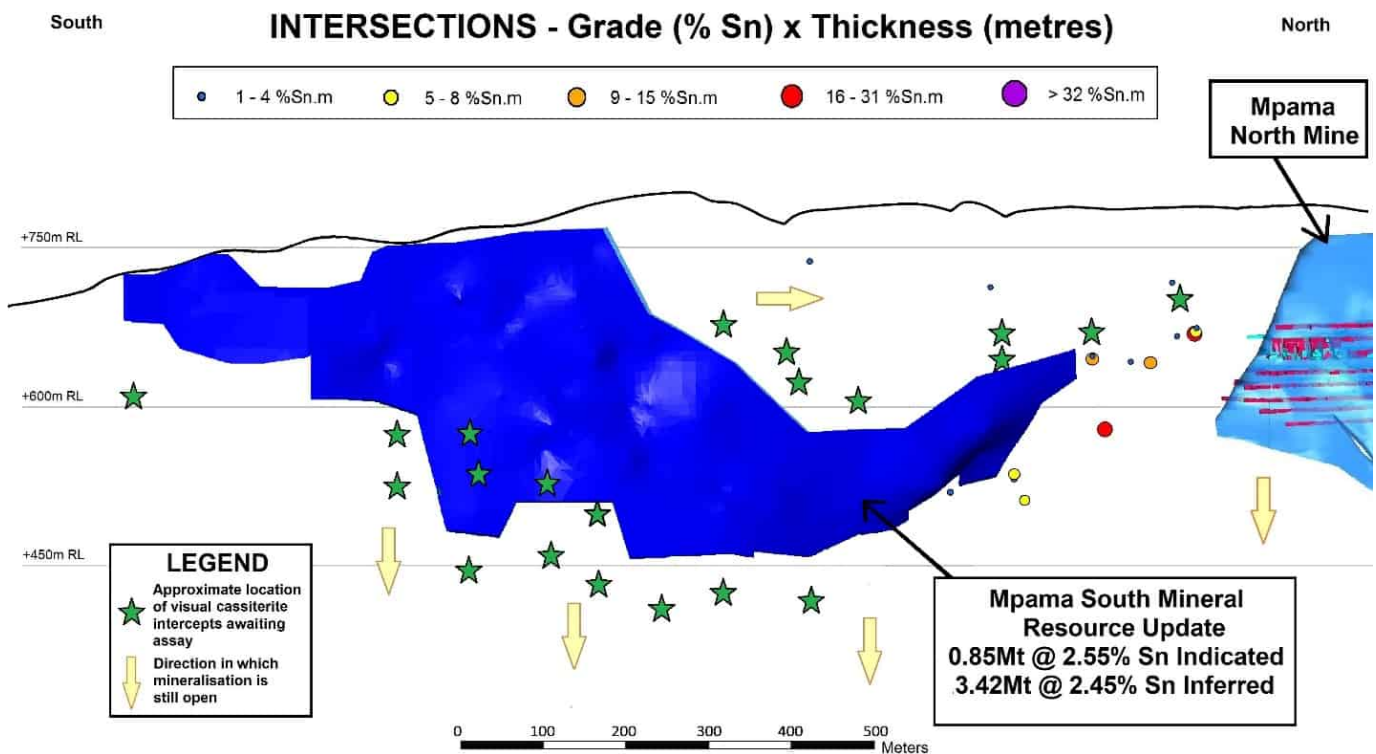 South
INTERSECTIONS - Grade (% Sn) x Thickness (metres)
North
1 - 4 %Sn.m
5 - 8 %Sn.m
9 - 15 %Sn.m
16 - 31 %Sn.m
> 32 %Sn.m
Mpama
North Mine
+750m RL
+600m RL
+450m RL
LEGEND
Approximate location
of visual cassiterite
intercepts awaiting
assay
Direction in which
mineralisation is
still open
Mpama South Mineral
Resource Update
0.85Mt @ 2.55% Sn Indicated
3.42Mt @ 2.45% Sn Inferred
0 100 200 300 400 500
Meters